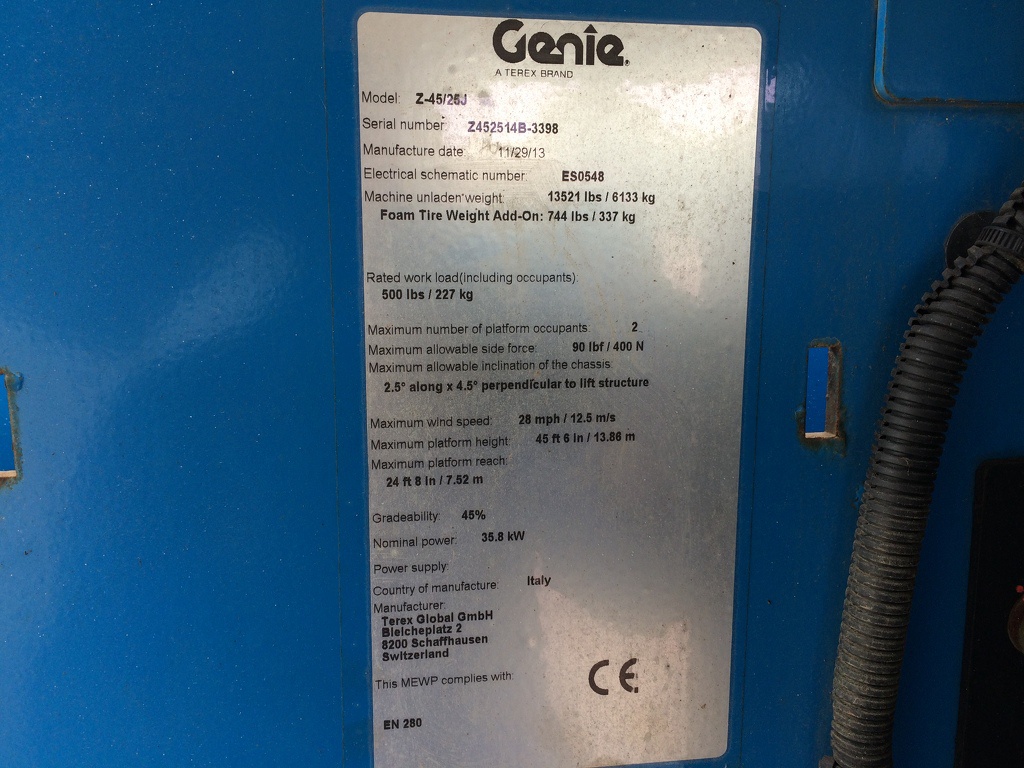 Genie
A TEREX BRAND
Model: Z-45/25J
Serial number: Z452514B-3398
Manufacture date: 11/29/13
Electrical schematic number: ES0548
Machine unladen weight: 13521 lbs / 6133 kg
Foam Tire Weight Add-On: 744 lbs / 337 kg
Rated work load(including occupants):
500 lbs / 227 kg
Maximum number of platform occupants: 2
Maximum allowable side force: 90 lbf / 400 N
Maximum allowable inclination of the chassis:
2.5° along x 4.5° perpendicular to lift structure
Maximum wind speed: 28 mph / 12.5 m/s
Maximum platform height: 45 ft 6 in / 13.86 m
Maximum platform reach:
24 ft 8 in / 7.52 m
Gradeability: 45%
Nominal power: 35.8 kW
Power supply:
Country of manufacture: Italy
Manufacturer:
Terex Global GmbH
Bleicheplatz 2
8200 Schaffhausen
Switzerland
This MEWP complies with:
CE
EN 280